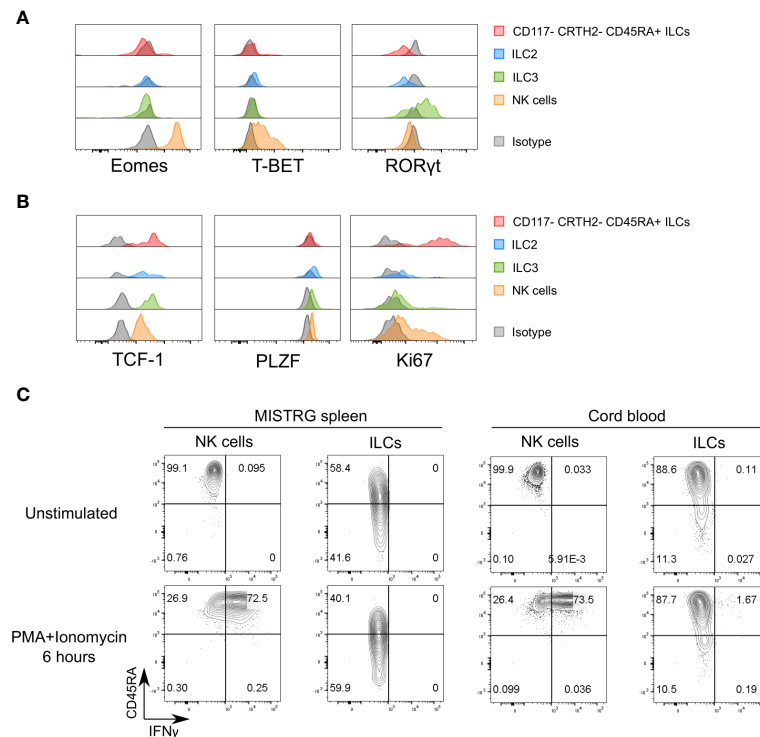 A
CD117- CRTH2- CD45RA+ ILCs
ILC2
ILC3
NK cells
Isotype
Eomes
T-BET
RORγt
B
CD117- CRTH2- CD45RA+ ILCs
ILC2
ILC3
NK cells
Isotype
TCF-1
PLZF
Ki67
C
MISTRG spleen
Cord blood
NK cells
ILCs
NK cells
ILCs
Unstimulated
99.1 0.095
0.76 0
58.4 0
41.6 0
99.9 0.033
0.10 5.91E-3
88.6 0.11
11.3 0.027
PMA+Ionomycin
6 hours
26.9 72.5
0.30 0.25
40.1 0
59.9 0
26.4 73.5
0.099 0.036
87.7 1.67
10.5 0.19
CD45RA
IFNγ